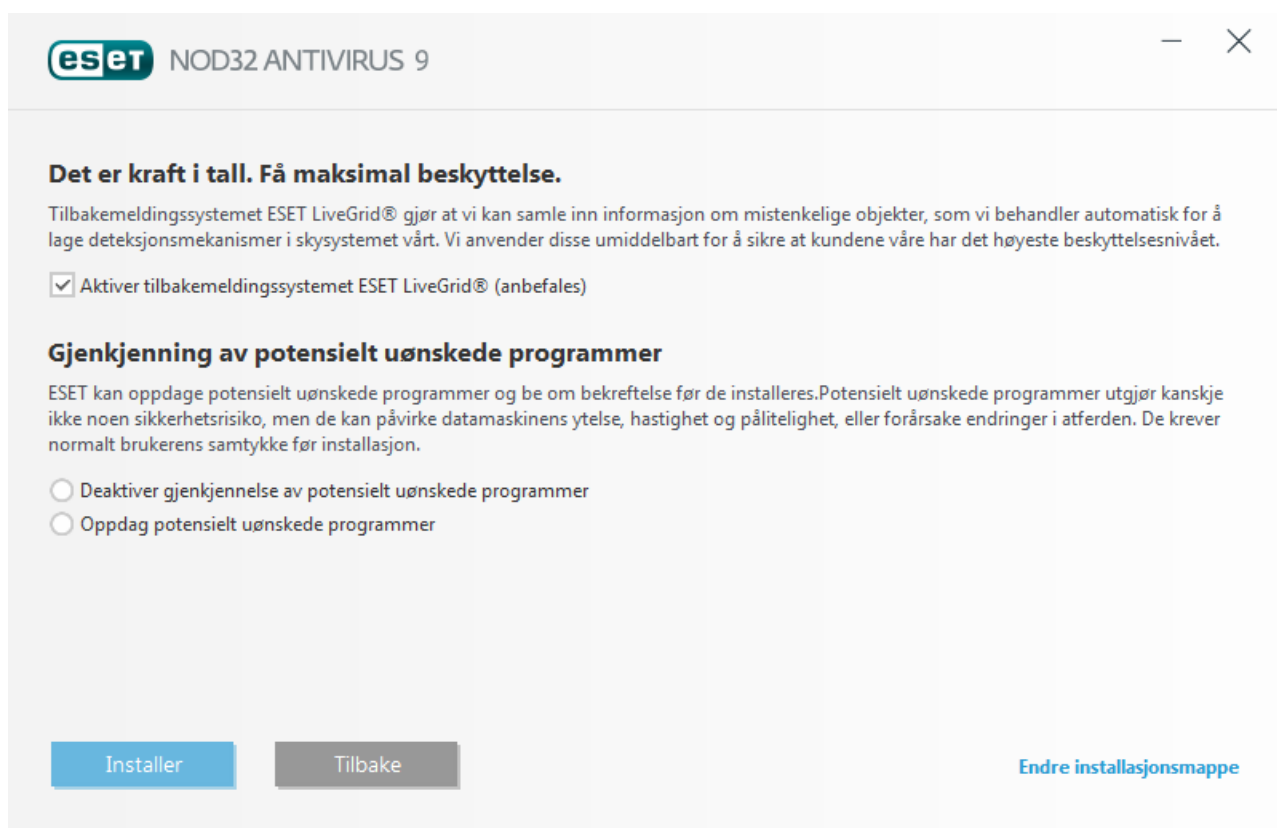 eset NOD32 ANTIVIRUS 9
Det er kraft i tall. Få maksimal beskyttelse.
Tilbakemeldingssystemet ESET LiveGrid® gjør at vi kan samle inn informasjon om mistenkelige objekter, som vi behandler automatisk for å
lage deteksjonsmekanismer i skysystemet vårt. Vi anvender disse umiddelbart for å sikre at kundene våre har det høyeste beskyttelsesnivået.
Aktiver tilbakemeldingssystemet ESET LiveGrid® (anbefales)
Gjenkjenning av potensielt uønskede programmer
ESET kan oppdage potensielt uønskede programmer og be om bekreftelse før de installeres.Potensielt uønskede programmer utgjør kanskje
ikke noen sikkerhetsrisiko, men de kan påvirke datamaskinens ytelse, hastighet og pålitelighet, eller forårsake endringer i atferden. De krever
normalt brukerens samtykke før installasjon.
Deaktiver gjenkjennelse av potensielt uønskede programmer
Oppdag potensielt uønskede programmer
Installer
Tilbake
Endre installasjonsmappe